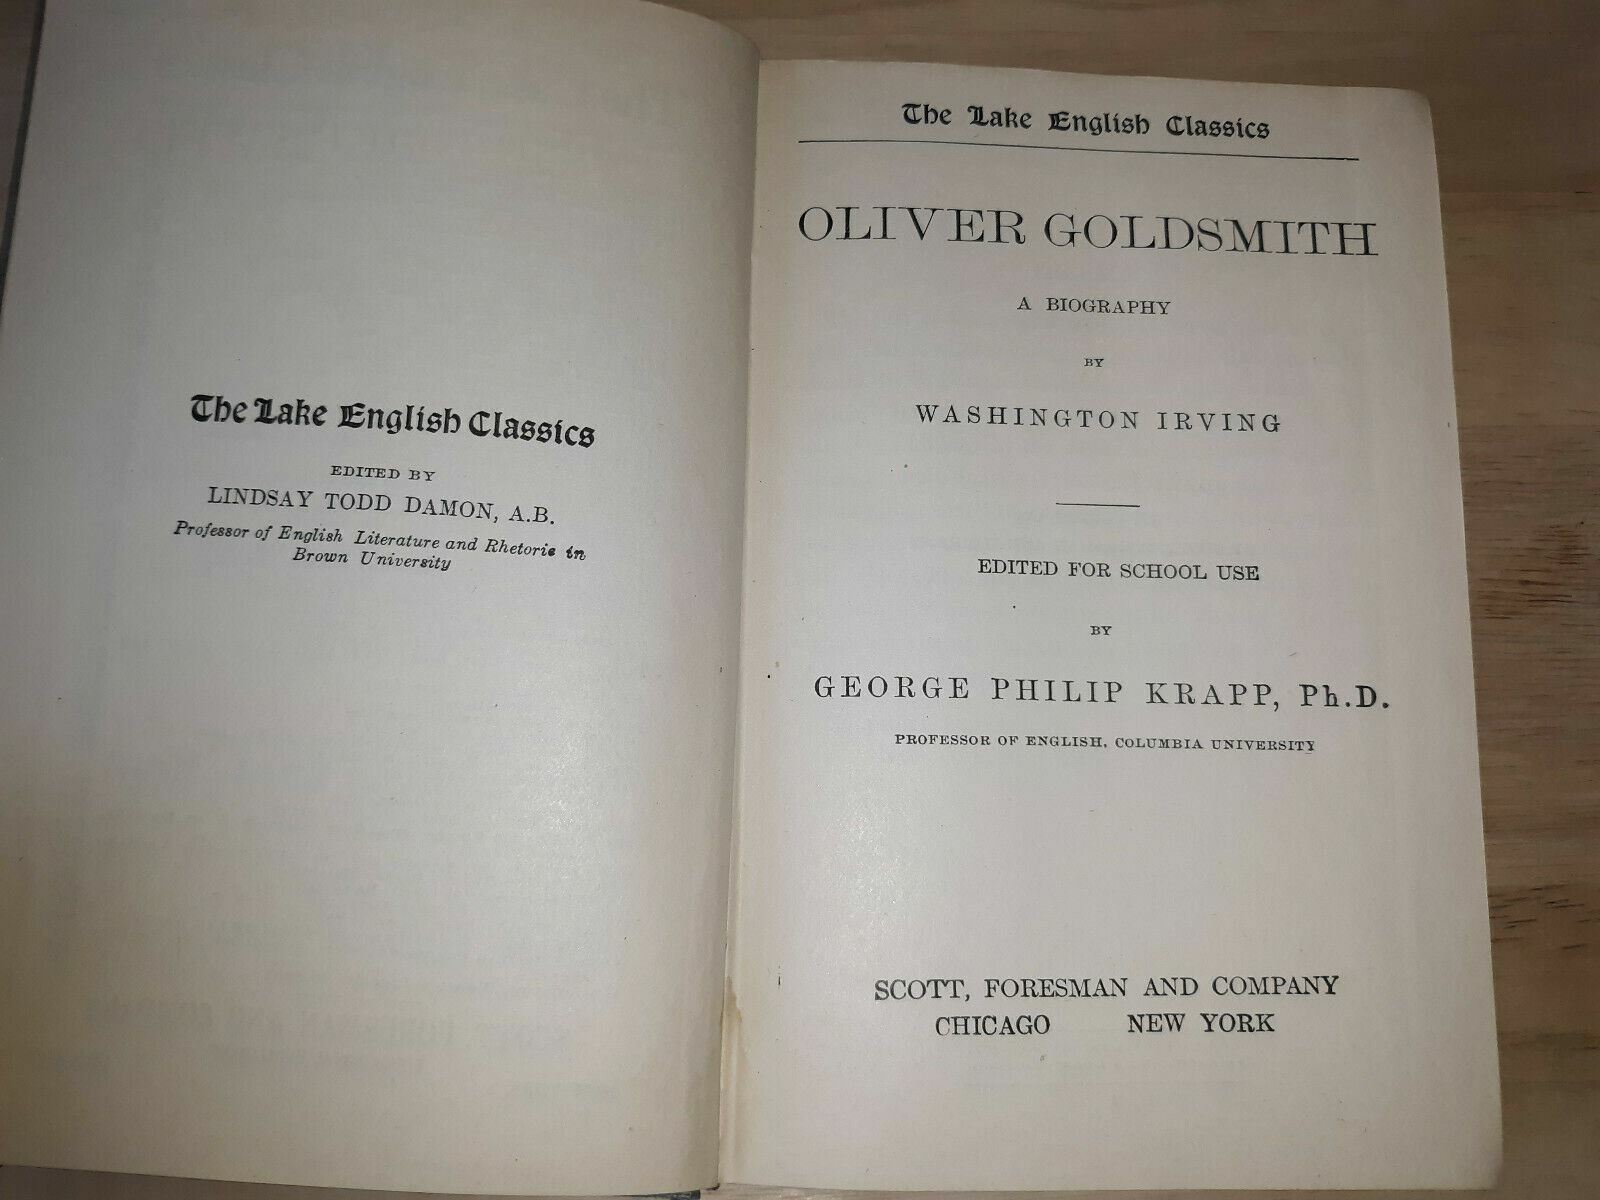 The Lake English Classics
EDITED BY
LINDSAY TODD DAMON, A.B.
Professor of English Literature and Rhetoric in
Brown University
The Lake English Classics
OLIVER GOLDSMITH
A BIOGRAPHY
BY
WASHINGTON IRVING
EDITED FOR SCHOOL USE
BY
GEORGE PHILIP KRAPP, Ph.D.
PROFESSOR OF ENGLISH, COLUMBIA UNIVERSITY
SCOTT, FORESMAN AND COMPANY
CHICAGO NEW YORK